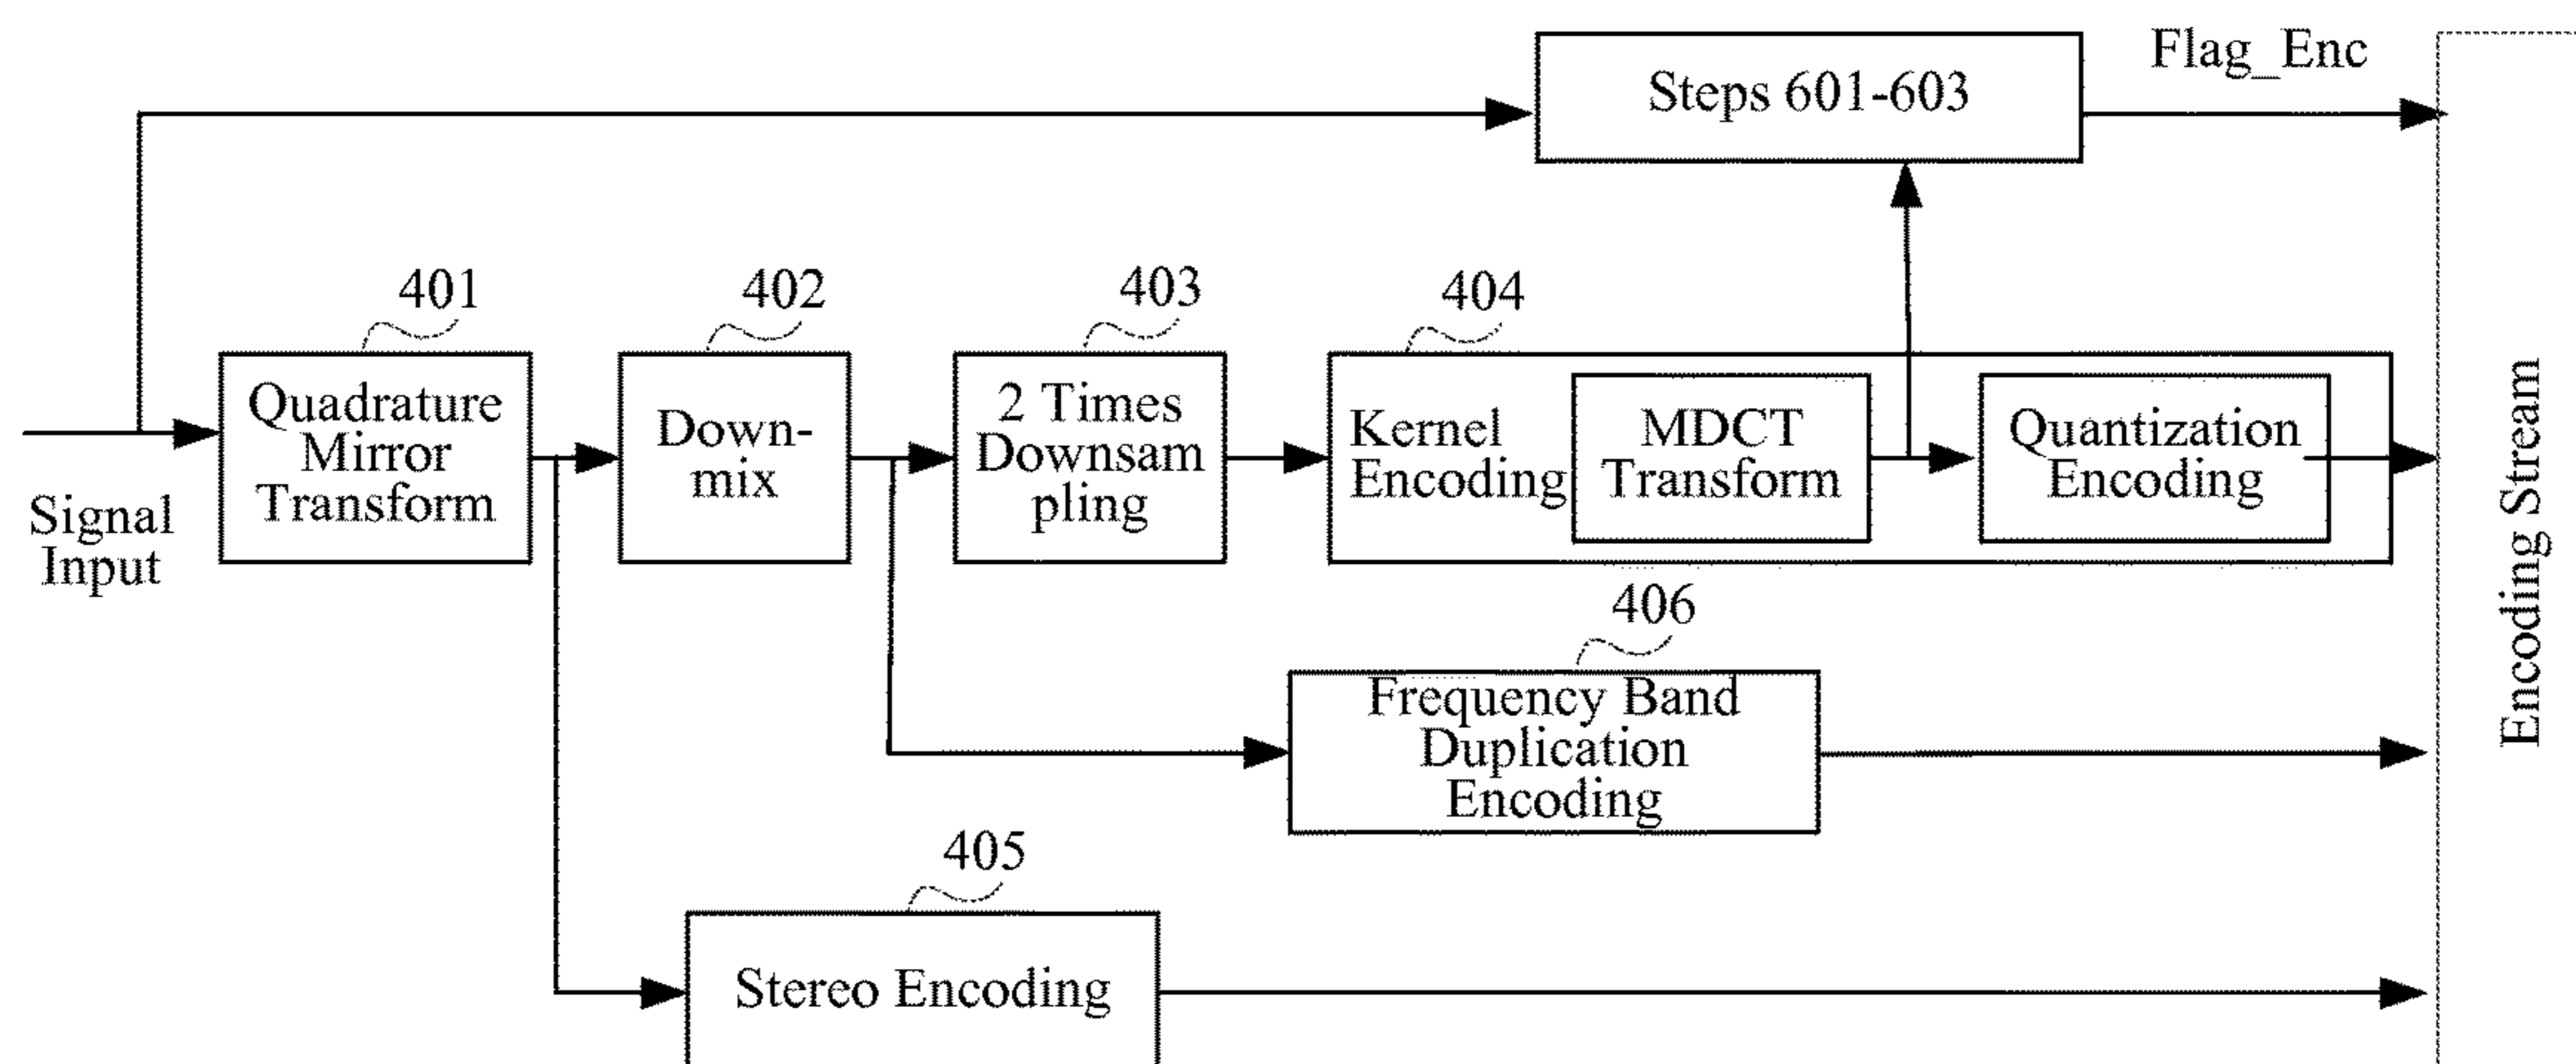 Flag_Enc
Steps 601-603
401
402
403
404
Quadrature
Mirror
Transform
Down-
mix
2 Times
Downsam
pling
Kernel
Encoding
MDCT
Transform
Quantization
Encoding
Signal
Input
Encoding Stream
406
Frequency Band
Duplication
Encoding
405
Stereo Encoding